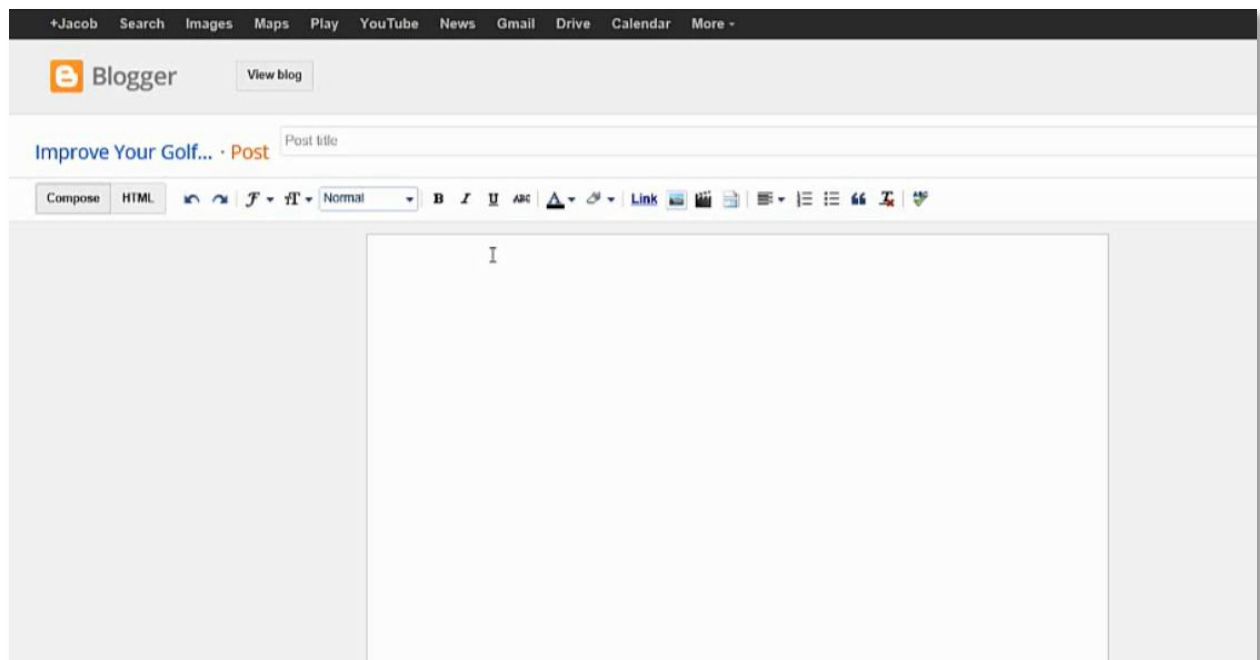 +Jacob Search Images Maps Play YouTube News Gmail Drive Calendar More
Blogger View blog
Improve Your Golf... · Post Post title
Compose HTML F T Normal B I U ABC A Link ABC